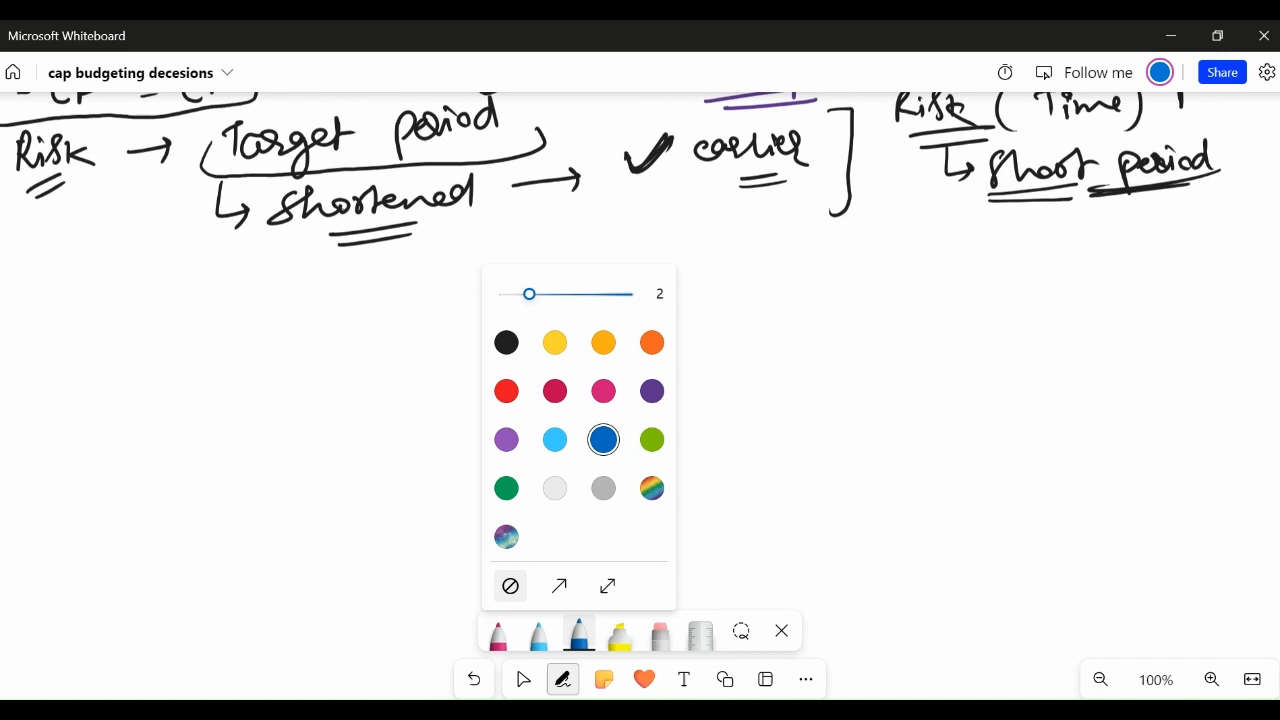 Microsoft Whiteboard
cap budgeting decesions
Follow me
Share
Risk → Target period
↳ shortened → ✓ earlier ]
Risk ( Time )
↳ short period
2
100%